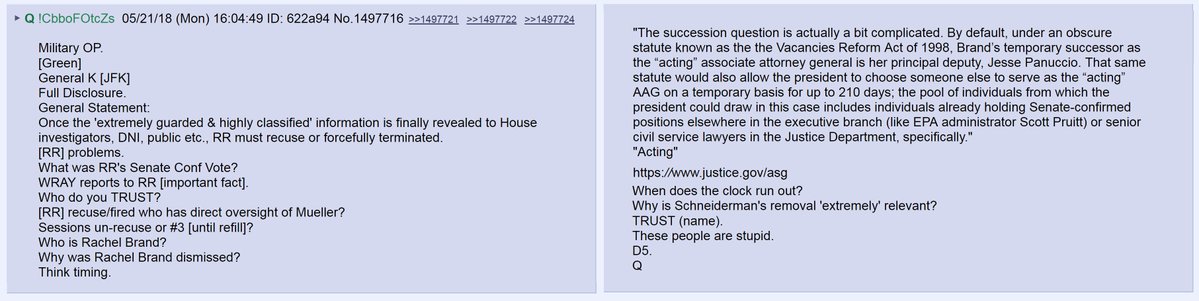 Q !CbboFOtcZs 05/21/18 (Mon) 16:04:49 ID: 622a94 No.1497716 >>1497721 >>1497722 >>1497724
Military OP.
[Green]
General K [JFK]
Full Disclosure.
General Statement:
Once the 'extremely guarded & highly classified' information is finally revealed to House
investigators, DNI, public etc., RR must recuse or forcefully terminated.
[RR] problems.
What was RR's Senate Conf Vote?
WRAY reports to RR [important fact].
Who do you TRUST?
[RR] recuse/fired who has direct oversight of Mueller?
Sessions un-recuse or #3 [until refill]?
Who is Rachel Brand?
Why was Rachel Brand dismissed?
Think timing.
"The succession question is actually a bit complicated. By default, under an obscure
statute known as the the Vacancies Reform Act of 1998, Brand's temporary successor as
the “acting” associate attorney general is her principal deputy, Jesse Panuccio. That same
statute would also allow the president to choose someone else to serve as the “acting”
AAG on a temporary basis for up to 210 days; the pool of individuals from which the
president could draw in this case includes individuals already holding Senate-confirmed
positions elsewhere in the executive branch (like EPA administrator Scott Pruitt) or senior
civil service lawyers in the Justice Department, specifically."
"Acting"
https://www.justice.gov/asg
When does the clock run out?
Why is Schneiderman's removal 'extremely' relevant?
TRUST (name).
These people are stupid.
D5.
Q